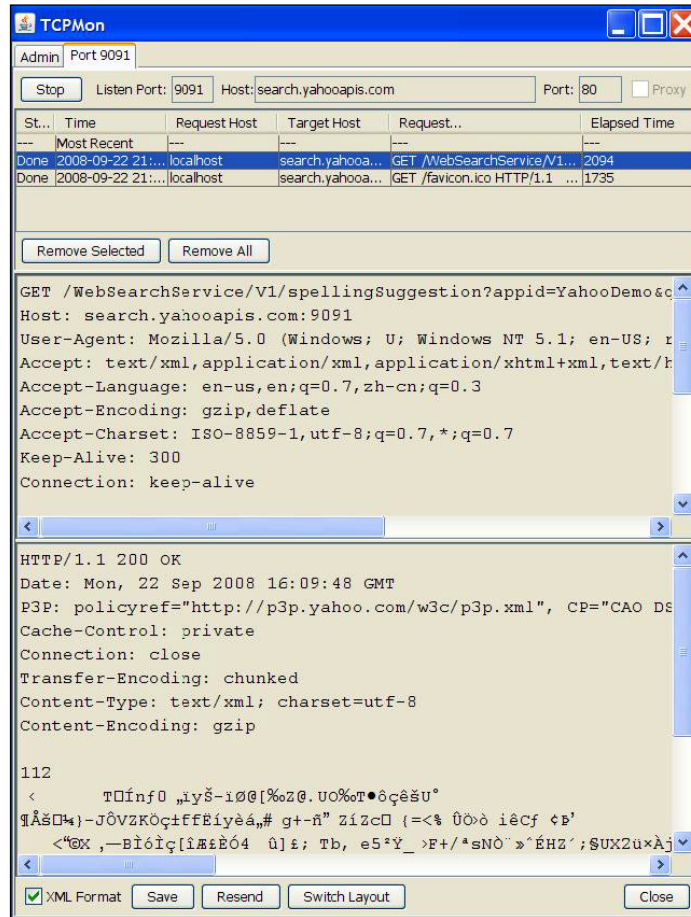 TCPMon
Admin Port 9091
Stop Listen Port: 9091 Host: search.yahooapis.com Port: 80 Proxy
St... Time Request Host Target Host Request... Elapsed Time
--- Most Recent --- --- --- ---
Done 2008-09-22 21:... localhost search.yahooa... GET /WebSearchService/V1... 2094
Done 2008-09-22 21:... localhost search.yahooa... GET /favicon.ico HTTP/1.1 ... 1735
Remove Selected Remove All
GET /WebSearchService/V1/spellingSuggestion?appid=YahooDemo&q
Host: search.yahooapis.com:9091
User-Agent: Mozilla/5.0 (Windows; U; Windows NT 5.1; en-US; r
Accept: text/xml,application/xml,application/xhtml+xml,text/h
Accept-Language: en-us,en;q=0.7,zh-cn;q=0.3
Accept-Encoding: gzip,deflate
Accept-Charset: ISO-8859-1,utf-8;q=0.7,*;q=0.7
Keep-Alive: 300
Connection: keep-alive
HTTP/1.1 200 OK
Date: Mon, 22 Sep 2008 16:09:48 GMT
P3P: policyref="http://p3p.yahoo.com/w3c/p3p.xml", CP="CAO DS
Cache-Control: private
Connection: close
Transfer-Encoding: chunked
Content-Type: text/xml; charset=utf-8
Content-Encoding: gzip
112
XML Format Save Resend Switch Layout Close